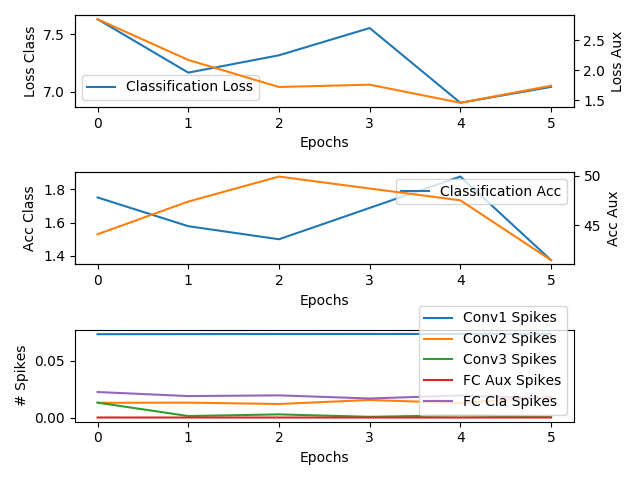 7.5
7.0
Loss Class
Classification Loss
2.5
2.0
1.5
Loss Aux
0 1 2 3 4 5
Epochs
1.8
1.6
1.4
Acc Class
Classification Acc
50
45
Acc Aux
0 1 2 3 4 5
Epochs
0.05
0.00
# Spikes
Conv1 Spikes
Conv2 Spikes
Conv3 Spikes
FC Aux Spikes
FC Cla Spikes
0 1 2 3 4 5
Epochs